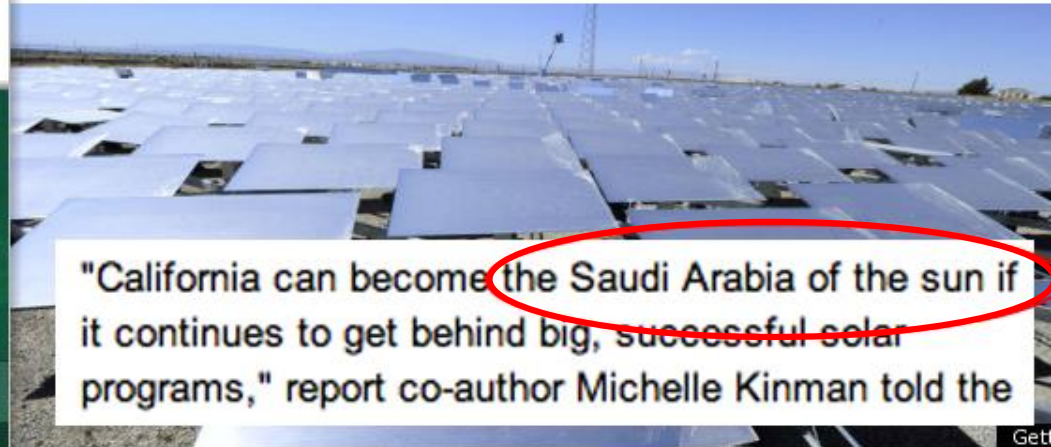 "California can become the Saudi Arabia of the sun if
it continues to get behind big, successful solar
programs," report co-author Michelle Kinman told the
Gett